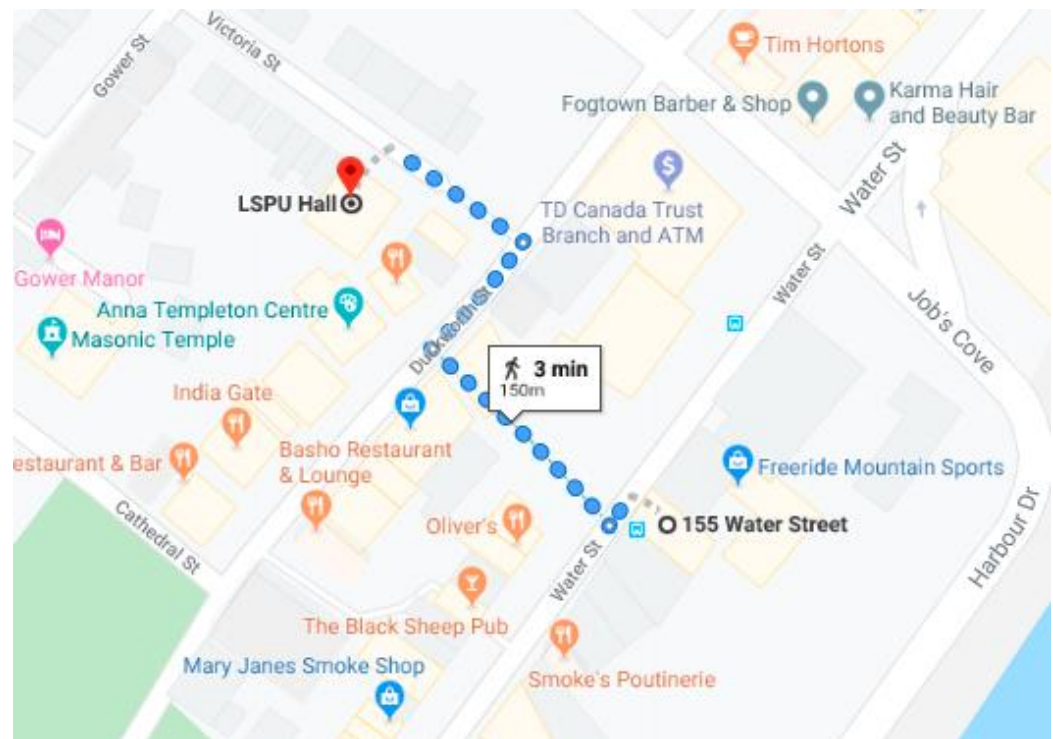 Victoria St
Gower St
Tim Hortons
Fogtown Barber & Shop
Karma Hair
and Beauty Bar
Water St
LSPU Hall
$
TD Canada Trust
Branch and ATM
Gower Manor
Anna Templeton Centre
Masonic Temple
Duckworth St
Water St
Job's Cove
3 min
150m
India Gate
estaurant & Bar
Basho Restaurant
& Lounge
Freeride Mountain Sports
Oliver's
155 Water Street
Cathedral St
Harbour Dr
Water St
The Black Sheep Pub
Mary Janes Smoke Shop
Smoke's Poutinerie